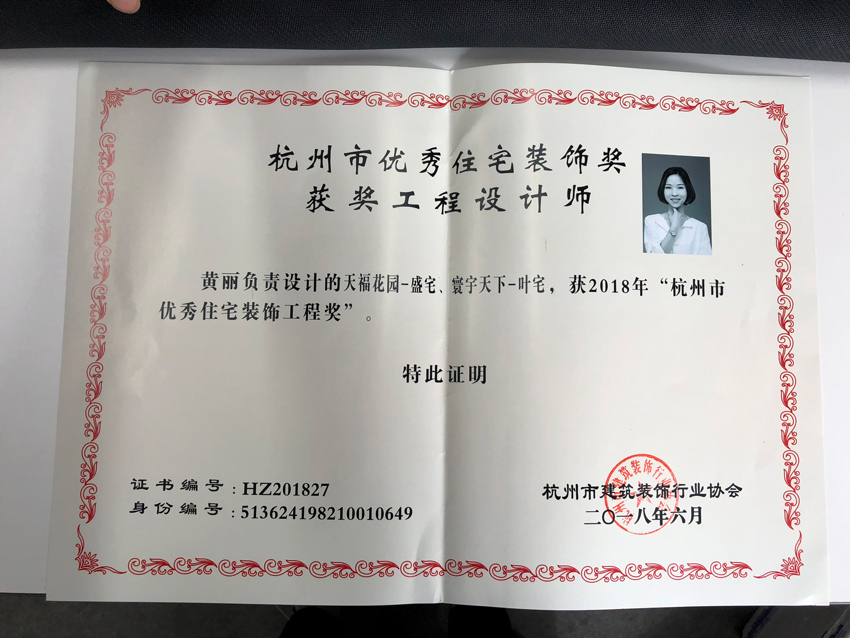 杭州市优秀住宅装饰奖
获奖工程设计师
黄丽负责设计的天福花园-盛宅、寰宇天下-叶宅，获2018年“杭州市
优秀住宅装饰工程奖”。
特此证明
证书编号:HZ201827
身份编号:513624198210010649
杭州市建筑装饰行业协会
二〇一八年六月